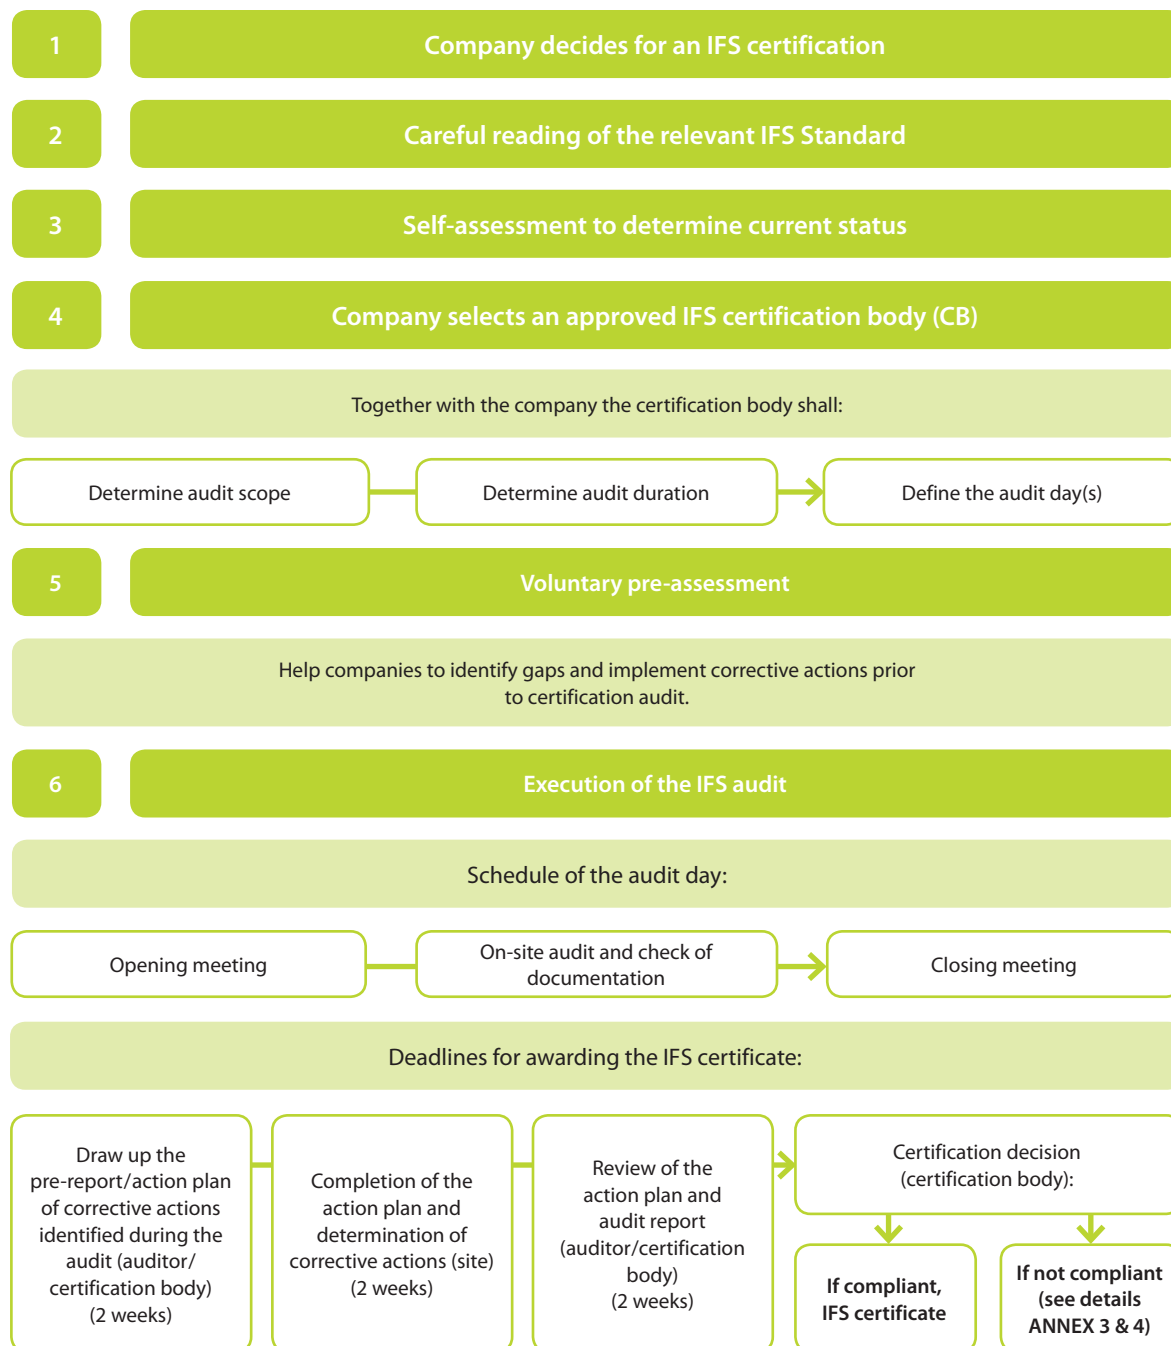 1
Company decides for an IFS certification
2
Careful reading of the relevant IFS Standard
3
Self-assessment to determine current status
4
Company selects an approved IFS certification body (CB)
Together with the company the certification body shall:
Determine audit scope
Determine audit duration
Define the audit day(s)
5
Voluntary pre-assessment
Help companies to identify gaps and implement corrective actions prior
to certification audit.
6
Execution of the IFS audit
Schedule of the audit day:
Opening meeting
On-site audit and check of
documentation
Closing meeting
Deadlines for awarding the IFS certificate:
Draw up the
pre-report/action plan
of corrective actions
identified during the
audit (auditor/
certification body)
(2 weeks)
Completion of the
action plan and
determination of
corrective actions (site)
(2 weeks)
Review of the
action plan and
audit report
(auditor/certification
body)
(2 weeks)
Certification decision
(certification body):
If compliant,
IFS certificate
If not compliant
(see details
ANNEX 3 & 4)